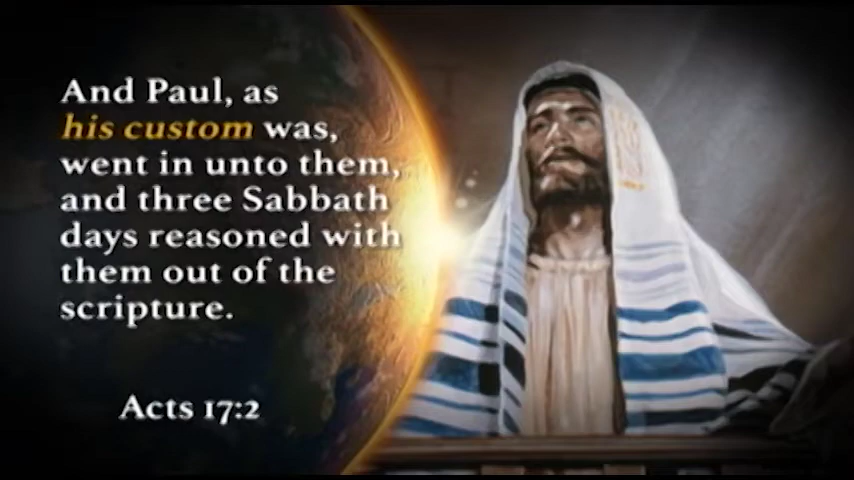 And Paul, as
his custom was,
went in unto them,
and three Sabbath
days reasoned with
them out of the
scripture.
Acts 17:2